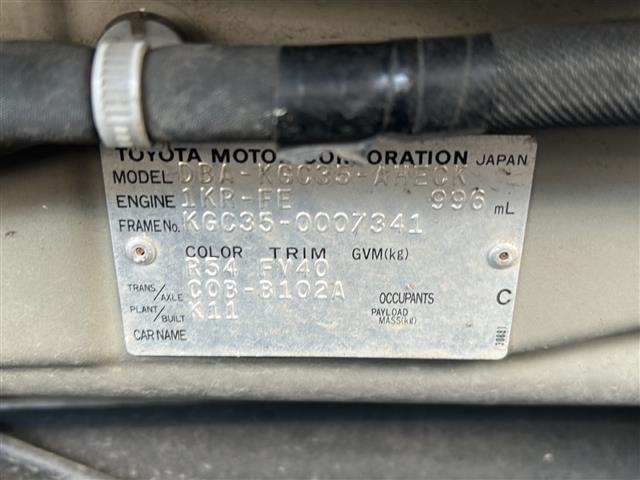 TOYOTA MOTOR CORPORATION JAPAN
MODEL DBA-KGC35-AHECK
ENGINE 1KR-FE 996 mL
FRAME No. KGC35-0007341
COLOR TRIM GVM(kg)
R54 FY40
TRANS/AXLE C0B-B102A OCCUPANTS C
PLANT/BUILT K11 PAYLOAD MASS(kg)
CAR NAME